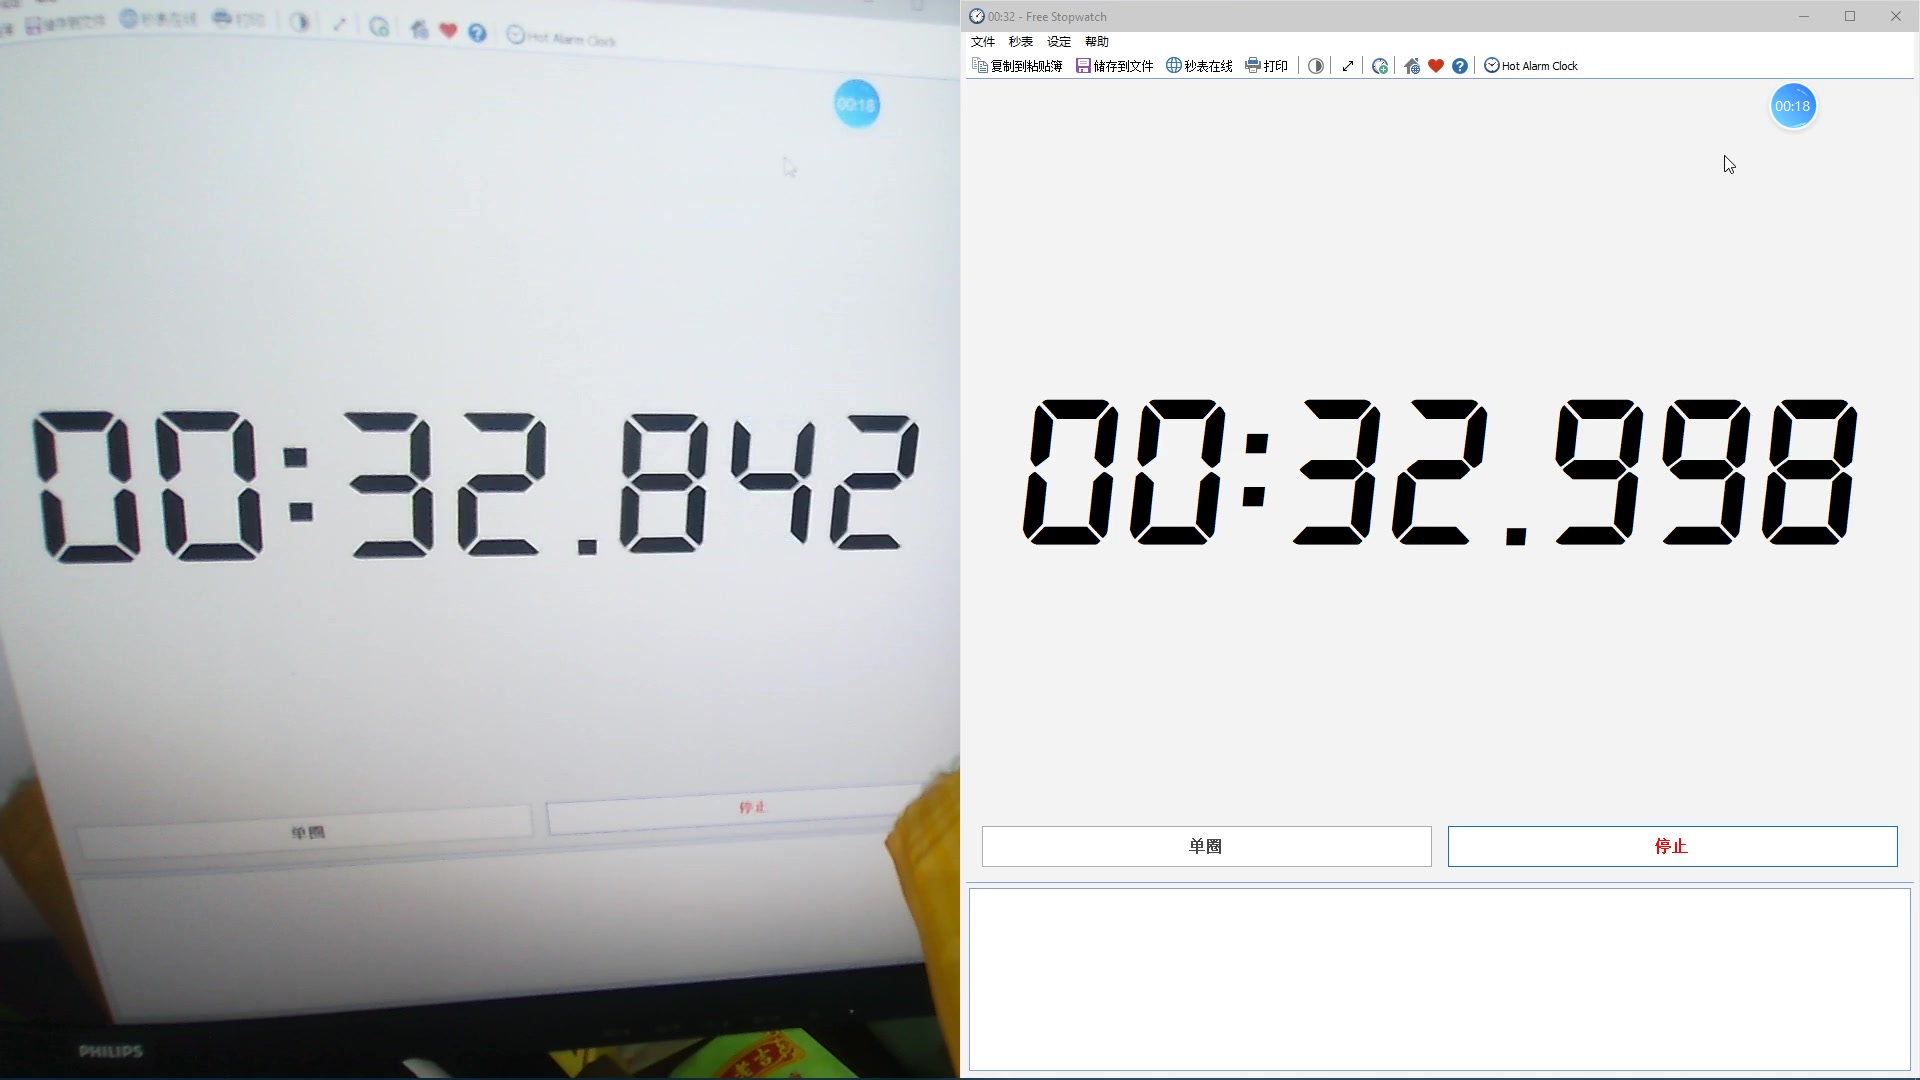 储存到文件 秒表在线 打印 Hot Alarm Clock
00:18
00:32.842
单圈 停止
PHILIPS
00:32 - Free Stopwatch
文件 秒表 设定 帮助
复制到粘贴簿 储存到文件 秒表在线 打印 Hot Alarm Clock
00:18
00:32.998
单圈 停止